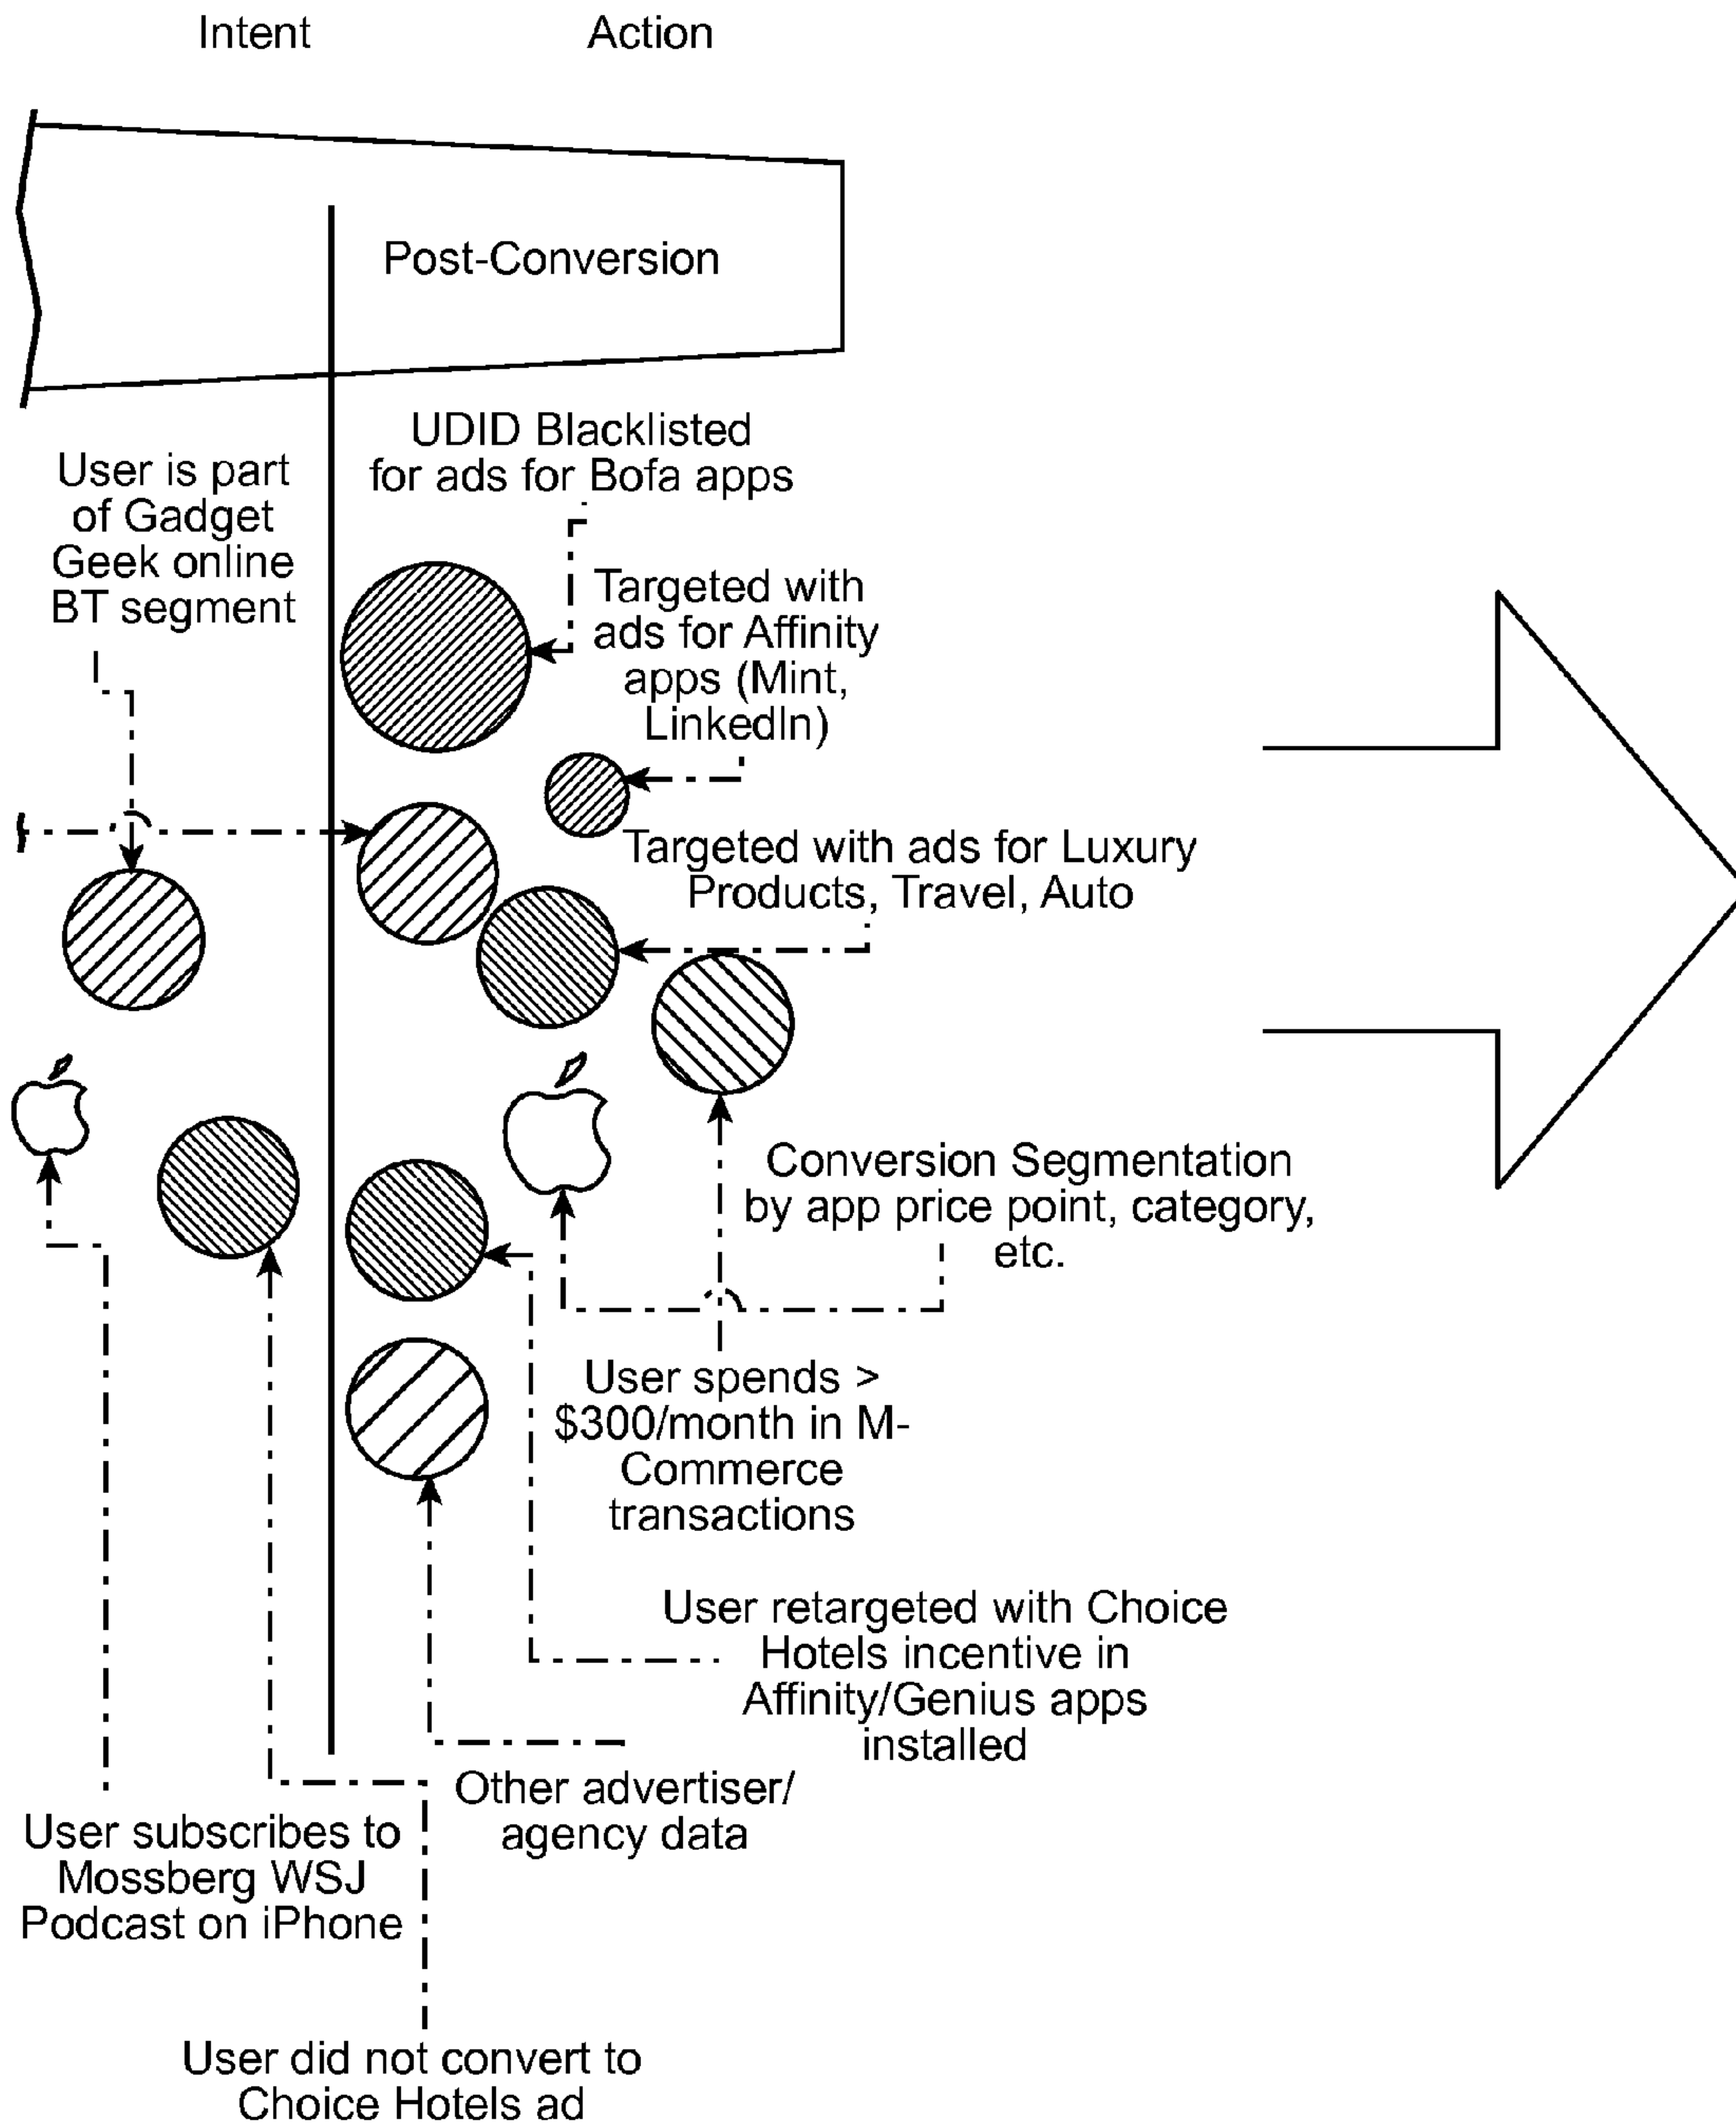 Intent
Action
Post-Conversion
UDID Blacklisted
for ads for Bofa apps
User is part
of Gadget
Geek online
BT segment
Targeted with
ads for Affinity
apps (Mint,
LinkedIn)
Targeted with ads for Luxury
Products, Travel, Auto
Conversion Segmentation
by app price point, category,
etc.
User spends >
$300/month in M-
Commerce
transactions
User retargeted with Choice
Hotels incentive in
Affinity/Genius apps
installed
Other advertiser/
agency data
User subscribes to
Mossberg WSJ
Podcast on iPhone
User did not convert to
Choice Hotels ad